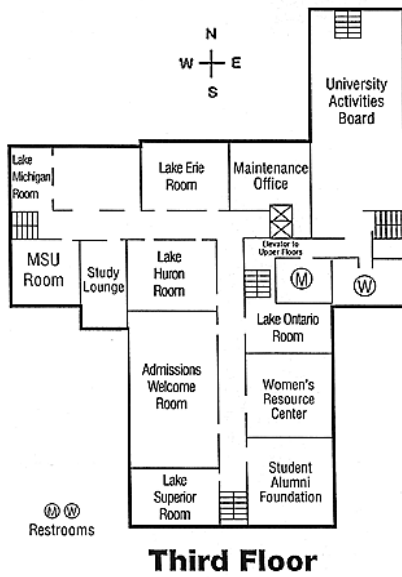 N
W E
S
University
Activities
Board
Lake
Michigan
Room
Lake Erie
Room
Maintenance
Office
Elevator to
Upper Floors
MSU
Room
Study
Lounge
Lake
Huron
Room
M
W
Lake Ontario
Room
Admissions
Welcome
Room
Women's
Resource
Center
Lake
Superior
Room
Student
Alumni
Foundation
M W
Restrooms
Third Floor